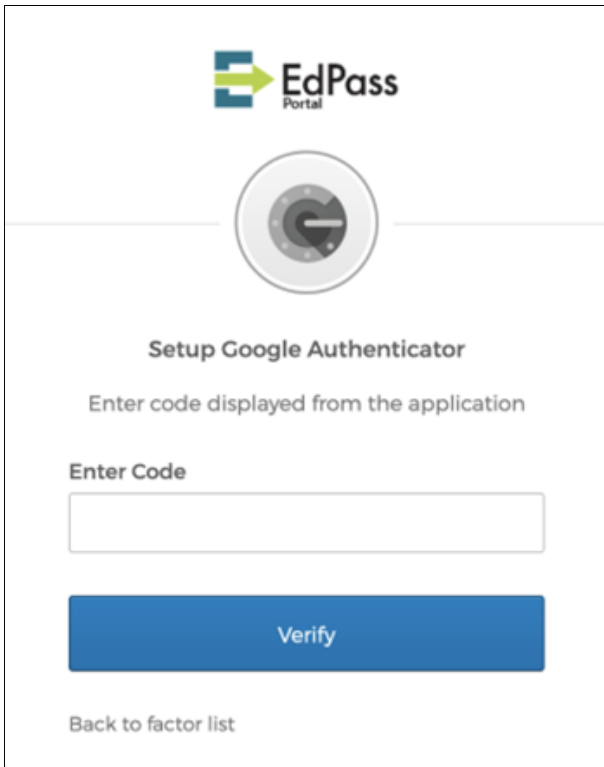 EdPass
Portal
Setup Google Authenticator
Enter code displayed from the application
Enter Code
Verify
Back to factor list